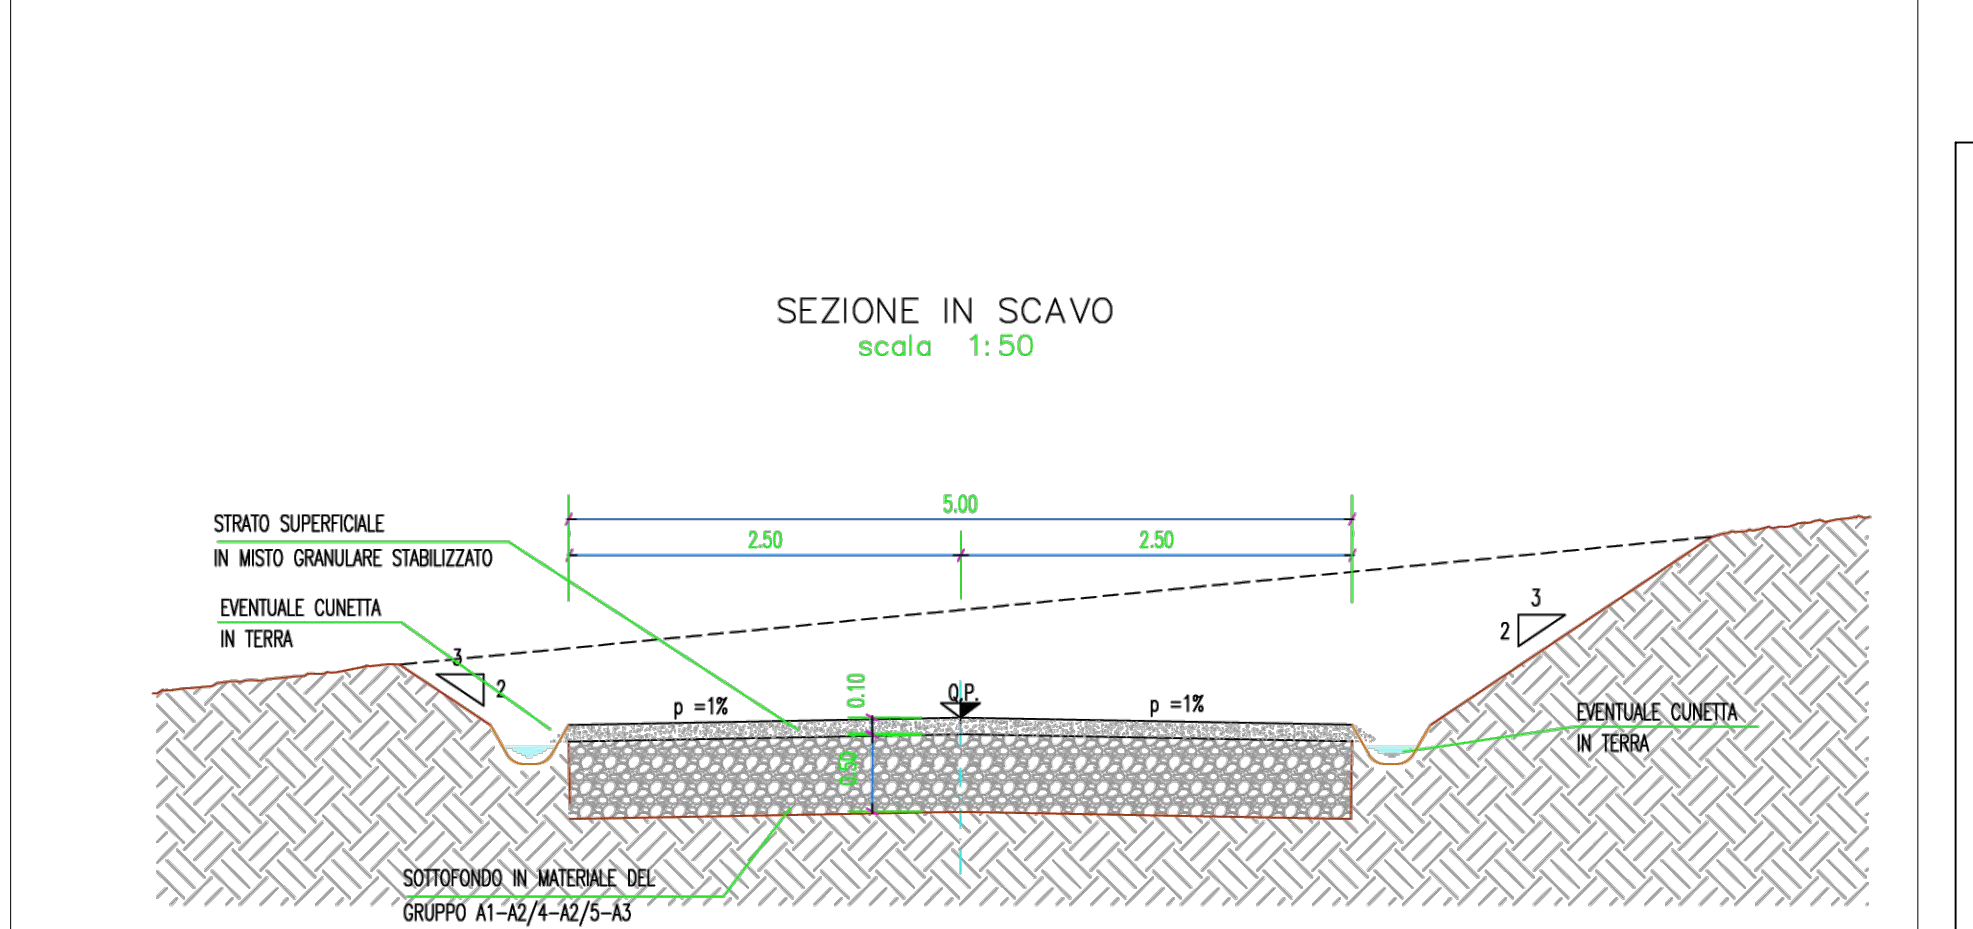 SEZIONE IN SCAVO
scala 1:50
5.00
2.50 2.50
STRATO SUPERFICIALE
IN MISTO GRANULARE STABILIZZATO
EVENTUALE CUNETTA
IN TERRA
3
2
3
2
p =1%
0.10
Q.P.
p =1%
0.50
EVENTUALE CUNETTA
IN TERRA
SOTTOFONDO IN MATERIALE DEL
GRUPPO A1-A2/4-A2/5-A3